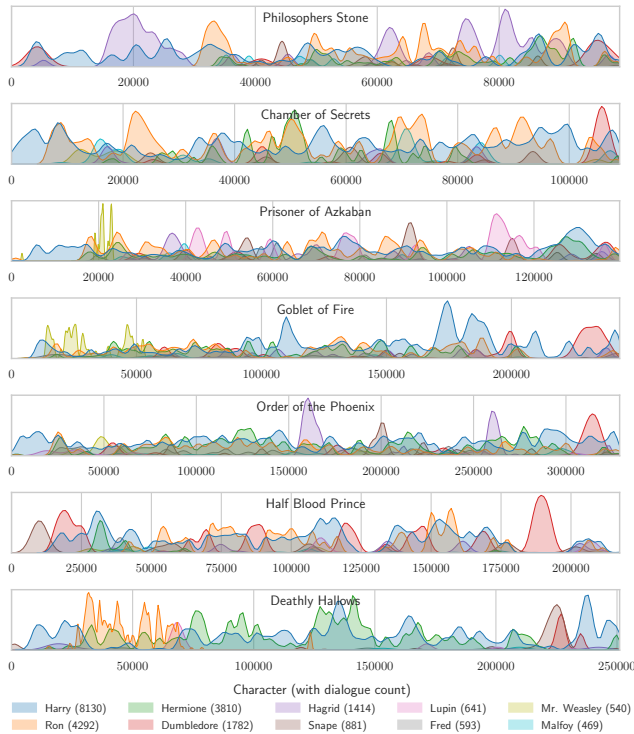 Philosophers Stone
0 20000 40000 60000 80000
Chamber of Secrets
0 20000 40000 60000 80000 100000
Prisoner of Azkaban
0 20000 40000 60000 80000 100000 120000
Goblet of Fire
0 50000 100000 150000 200000
Order of the Phoenix
0 50000 100000 150000 200000 250000 300000
Half Blood Prince
0 25000 50000 75000 100000 125000 150000 175000 200000
Deathly Hallows
0 50000 100000 150000 200000 250000
Character (with dialogue count)
Harry (8130) Hermione (3810) Hagrid (1414) Lupin (641) Mr. Weasley (540)
Ron (4292) Dumbledore (1782) Snape (881) Fred (593) Malfoy (469)